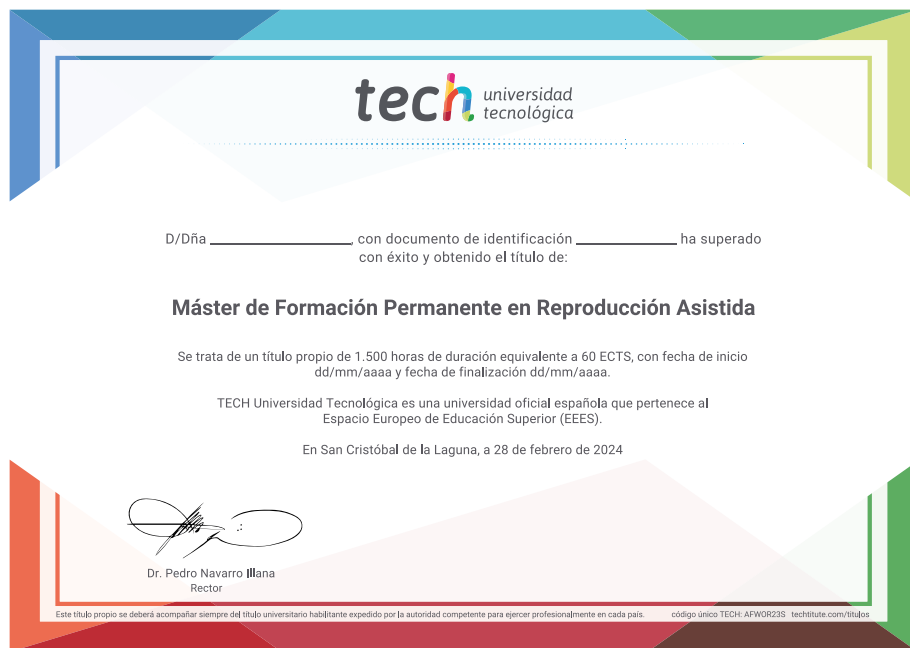 tech universidad
tecnológica
D/Dña ____________________, con documento de identificación ______________ ha superado
con éxito y obtenido el título de:
Máster de Formación Permanente en Reproducción Asistida
Se trata de un título propio de 1.500 horas de duración equivalente a 60 ECTS, con fecha de inicio
dd/mm/aaaa y fecha de finalización dd/mm/aaaa.
TECH Universidad Tecnológica es una universidad oficial española que pertenece al
Espacio Europeo de Educación Superior (EEES).
En San Cristóbal de la Laguna, a 28 de febrero de 2024
Dr. Pedro Navarro Illana
Rector
Este título propio se deberá acompañar siempre del título universitario habilitante expedido por la autoridad competente para ejercer profesionalmente en cada país. código único TECH: AFWOR23S techtitute.com/titulos